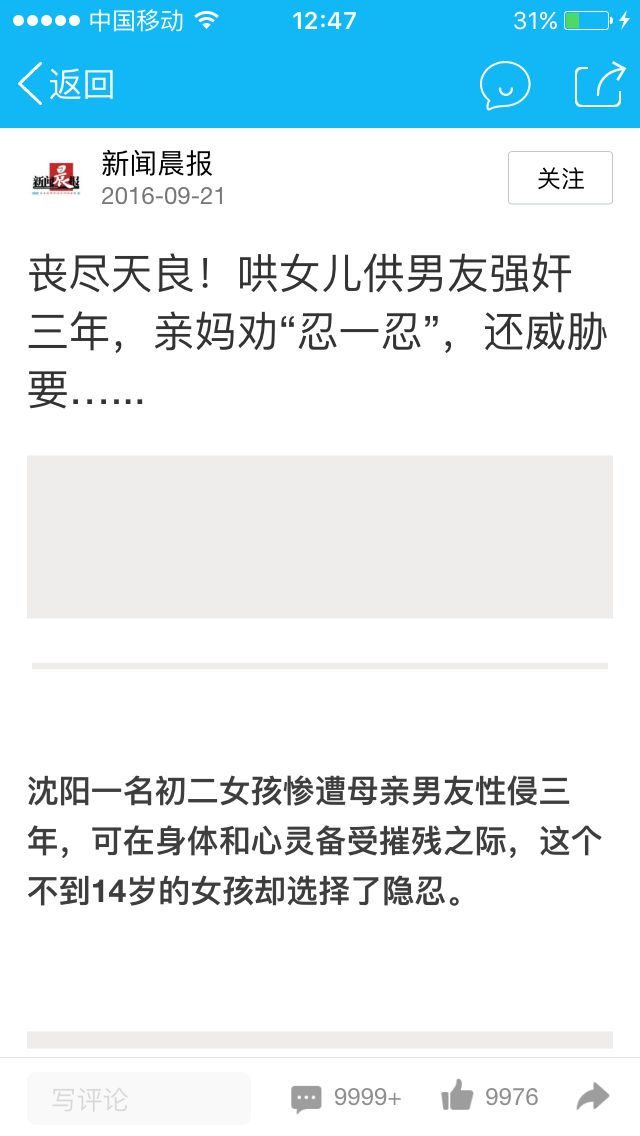 中国移动 12:47 31%
返回
新闻晨报
新闻晨报
2016-09-21
关注
丧尽天良！哄女儿供男友强奸
三年，亲妈劝“忍一忍”，还威胁
要…...
沈阳一名初二女孩惨遭母亲男友性侵三
年，可在身体和心灵备受摧残之际，这个
不到14岁的女孩却选择了隐忍。
写评论 9999+ 9976